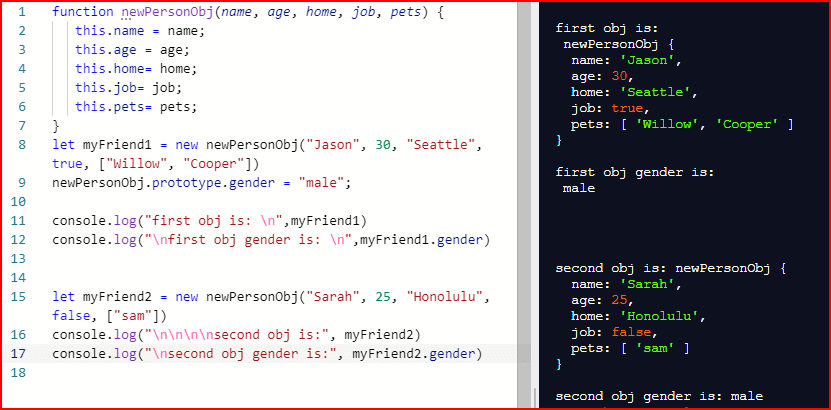 1 function newPersonObj(name, age, home, job, pets) {
2 this.name = name;
3 this.age = age;
4 this.home= home;
5 this.job= job;
6 this.pets= pets;
7 }
8 let myFriend1 = new newPersonObj("Jason", 30, "Seattle",
true, ["Willow", "Cooper"])
9 newPersonObj.prototype.gender = "male";
10
11 console.log("first obj is: \n",myFriend1)
12 console.log("\nfirst obj gender is: \n",myFriend1.gender)
13
14
15 let myFriend2 = new newPersonObj("Sarah", 25, "Honolulu",
false, ["sam"])
16 console.log("\n\n\n\nsecond obj is:", myFriend2)
17 console.log("\nsecond obj gender is:", myFriend2.gender)
18
first obj is:
newPersonObj {
name: 'Jason',
age: 30,
home: 'Seattle',
job: true,
pets: [ 'Willow', 'Cooper' ]
}
first obj gender is:
male
second obj is: newPersonObj {
name: 'Sarah',
age: 25,
home: 'Honolulu',
job: false,
pets: [ 'sam' ]
}
second obj gender is: male